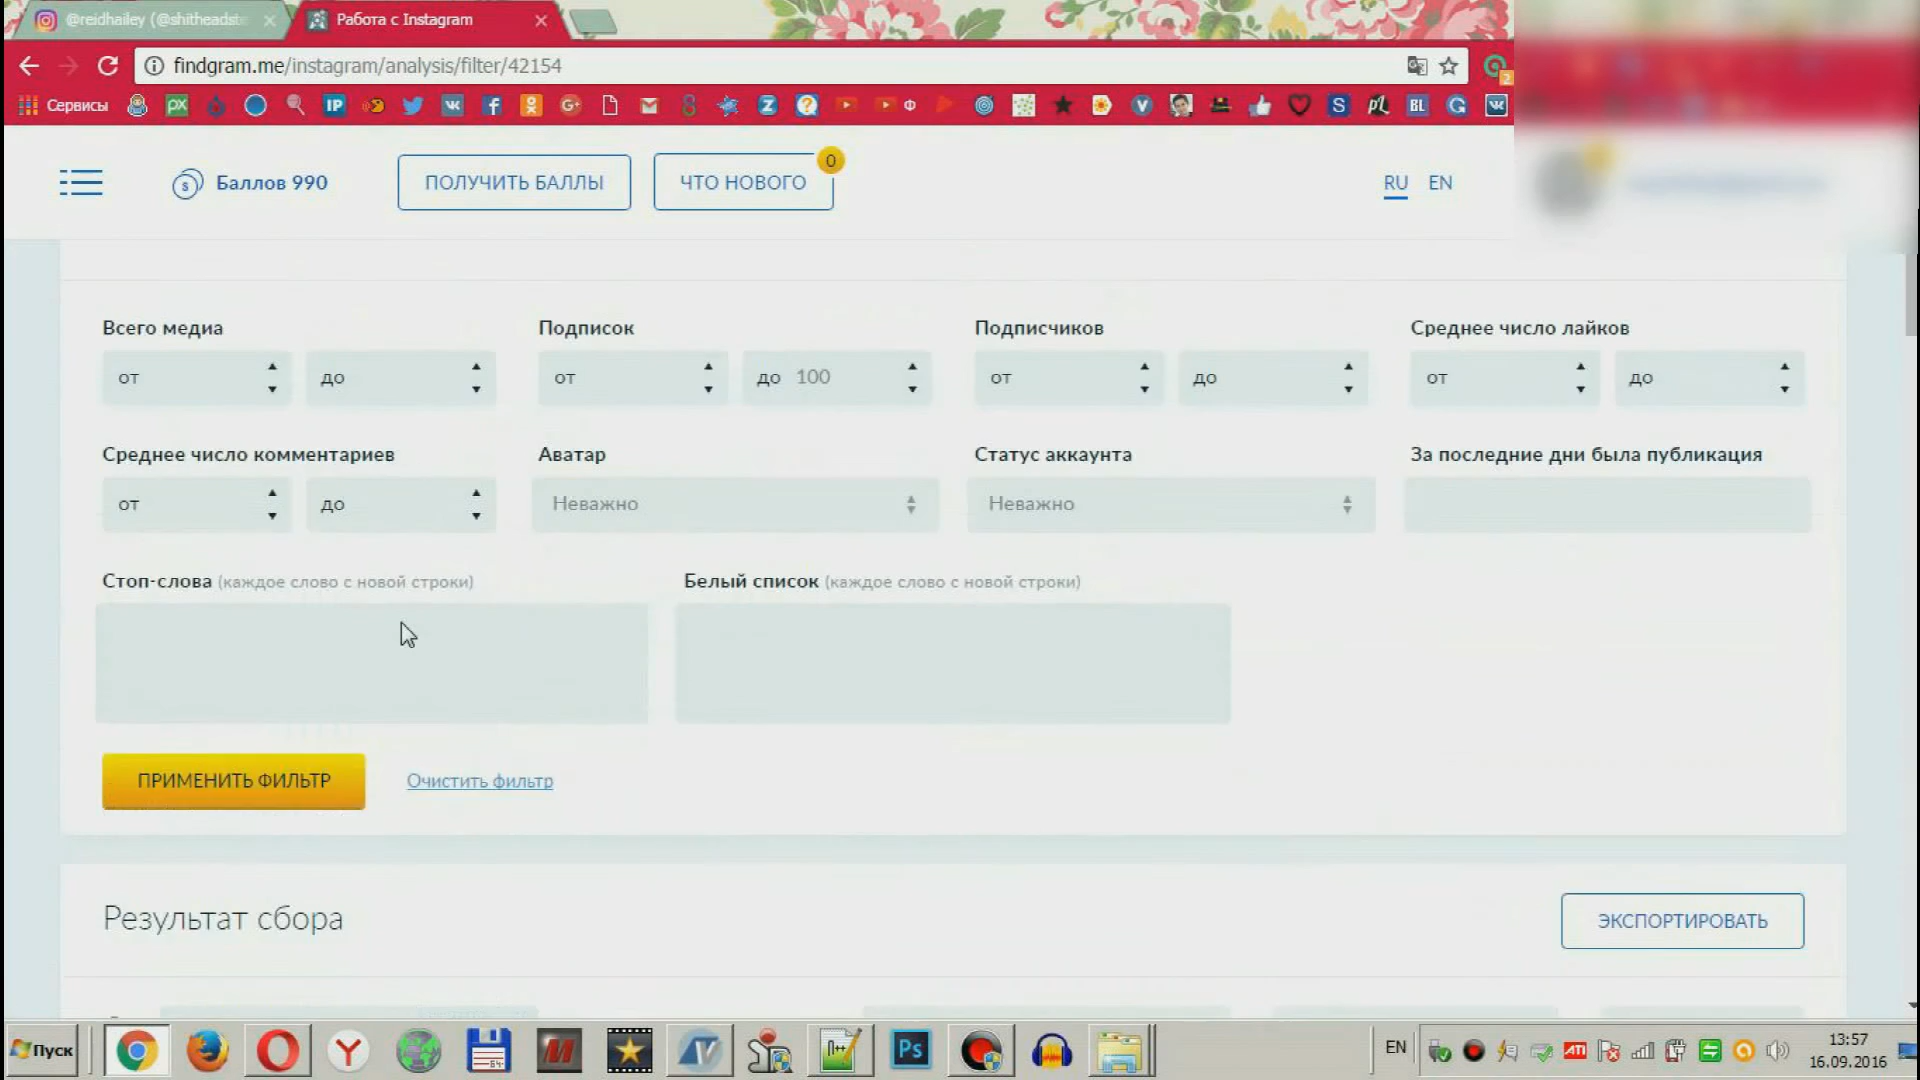 @reidhailey (@shitheadste
Работа с Instagram
findgram.me/instagram/analysis/filter/42154
2
Сервисы
Баллов 990
ПОЛУЧИТЬ БАЛЛЫ
ЧТО НОВОГО
0
RU EN
Всего медиа
Подписок
Подписчиков
Среднее число лайков
от
до
от
до 100
от
до
от
до
Среднее число комментариев
Аватар
Статус аккаунта
За последние дни была публикация
от
до
Неважно
Неважно
Стоп-слова (каждое слово с новой строки)
Белый список (каждое слово с новой строки)
ПРИМЕНИТЬ ФИЛЬТР
Очистить фильтр
Результат сбора
ЭКСПОРТИРОВАТЬ
Пуск
Ps
EN
13:57
16.09.2016